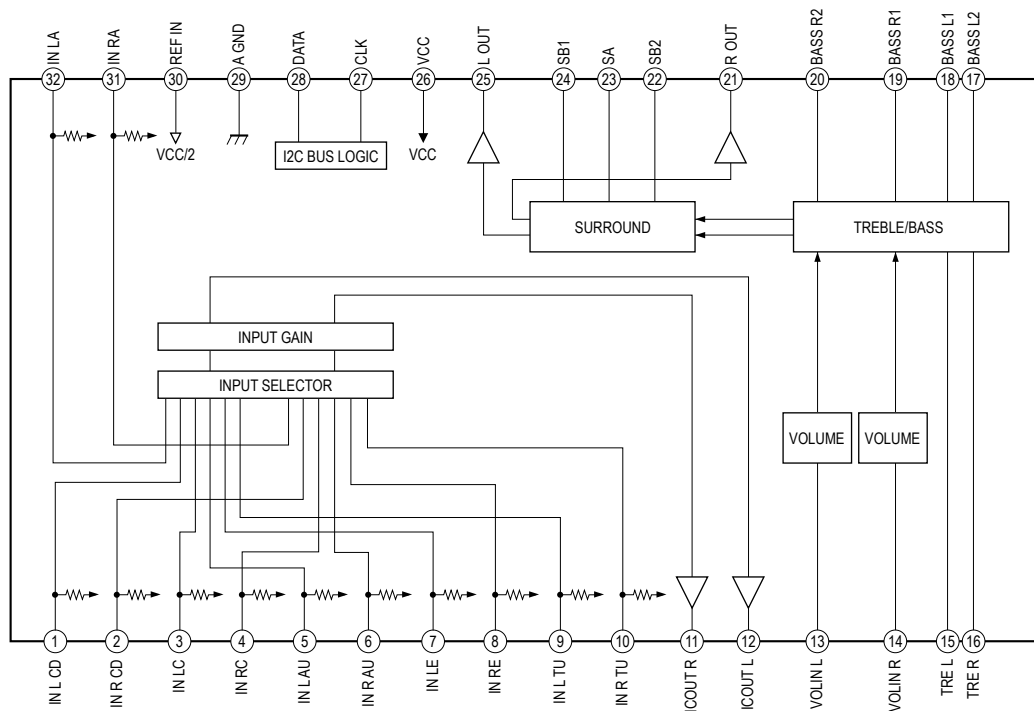 IN LA
IN RA
REF IN
A GND
DATA
CLK
VCC
L OUT
SB1
SA
SB2
R OUT
BASS R2
BASS R1
BASS L1
BASS L2
32
31
30
29
28
27
26
25
24
23
22
21
20
19
18
17
VCC/2
I2C BUS LOGIC
VCC
SURROUND
TREBLE/BASS
INPUT GAIN
INPUT SELECTOR
VOLUME
VOLUME
1
2
3
4
5
6
7
8
9
10
11
12
13
14
15
16
IN L CD
IN R CD
IN LC
IN RC
IN LAU
IN RAU
IN LE
IN RE
IN L TU
IN R TU
ICOUT R
ICOUT L
VOLIN L
VOLIN R
TRE L
TRE R